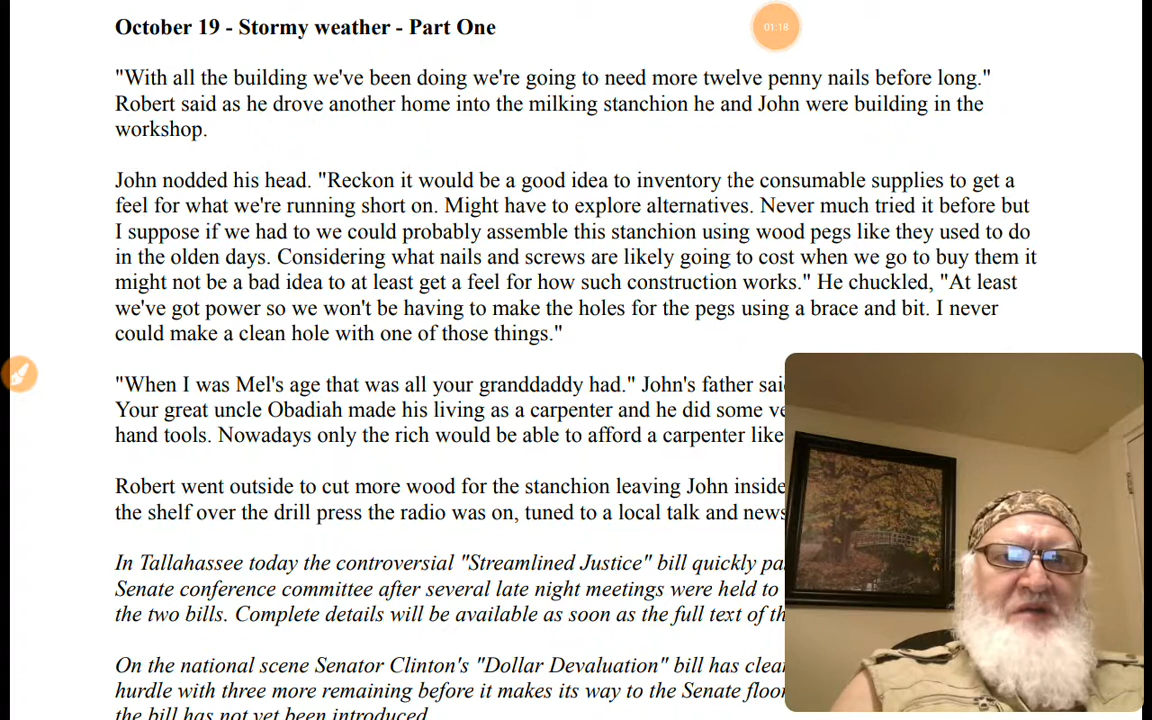 October 19 - Stormy weather - Part One
01:18
"With all the building we've been doing we're going to need more twelve penny nails before long."
Robert said as he drove another home into the milking stanchion he and John were building in the
workshop.
John nodded his head. "Reckon it would be a good idea to inventory the consumable supplies to get a
feel for what we're running short on. Might have to explore alternatives. Never much tried it before but
I suppose if we had to we could probably assemble this stanchion using wood pegs like they used to do
in the olden days. Considering what nails and screws are likely going to cost when we go to buy them it
might not be a bad idea to at least get a feel for how such construction works." He chuckled, "At least
we've got power so we won't be having to make the holes for the pegs using a brace and bit. I never
could make a clean hole with one of those things."
"When I was Mel's age that was all your granddaddy had." John's father
Your great uncle Obadiah made his living as a carpenter and he did some
hand tools. Nowadays only the rich would be able to afford a carpenter like
Robert went outside to cut more wood for the stanchion leaving John inside
the shelf over the drill press the radio was on, tuned to a local talk and news
In Tallahassee today the controversial "Streamlined Justice" bill quickly
Senate conference committee after several late night meetings were held to
the two bills. Complete details will be available as soon as the full text of
On the national scene Senator Clinton's "Dollar Devaluation" bill has
hurdle with three more remaining before it makes its way to the Senate floor
the bill has not yet been introduced